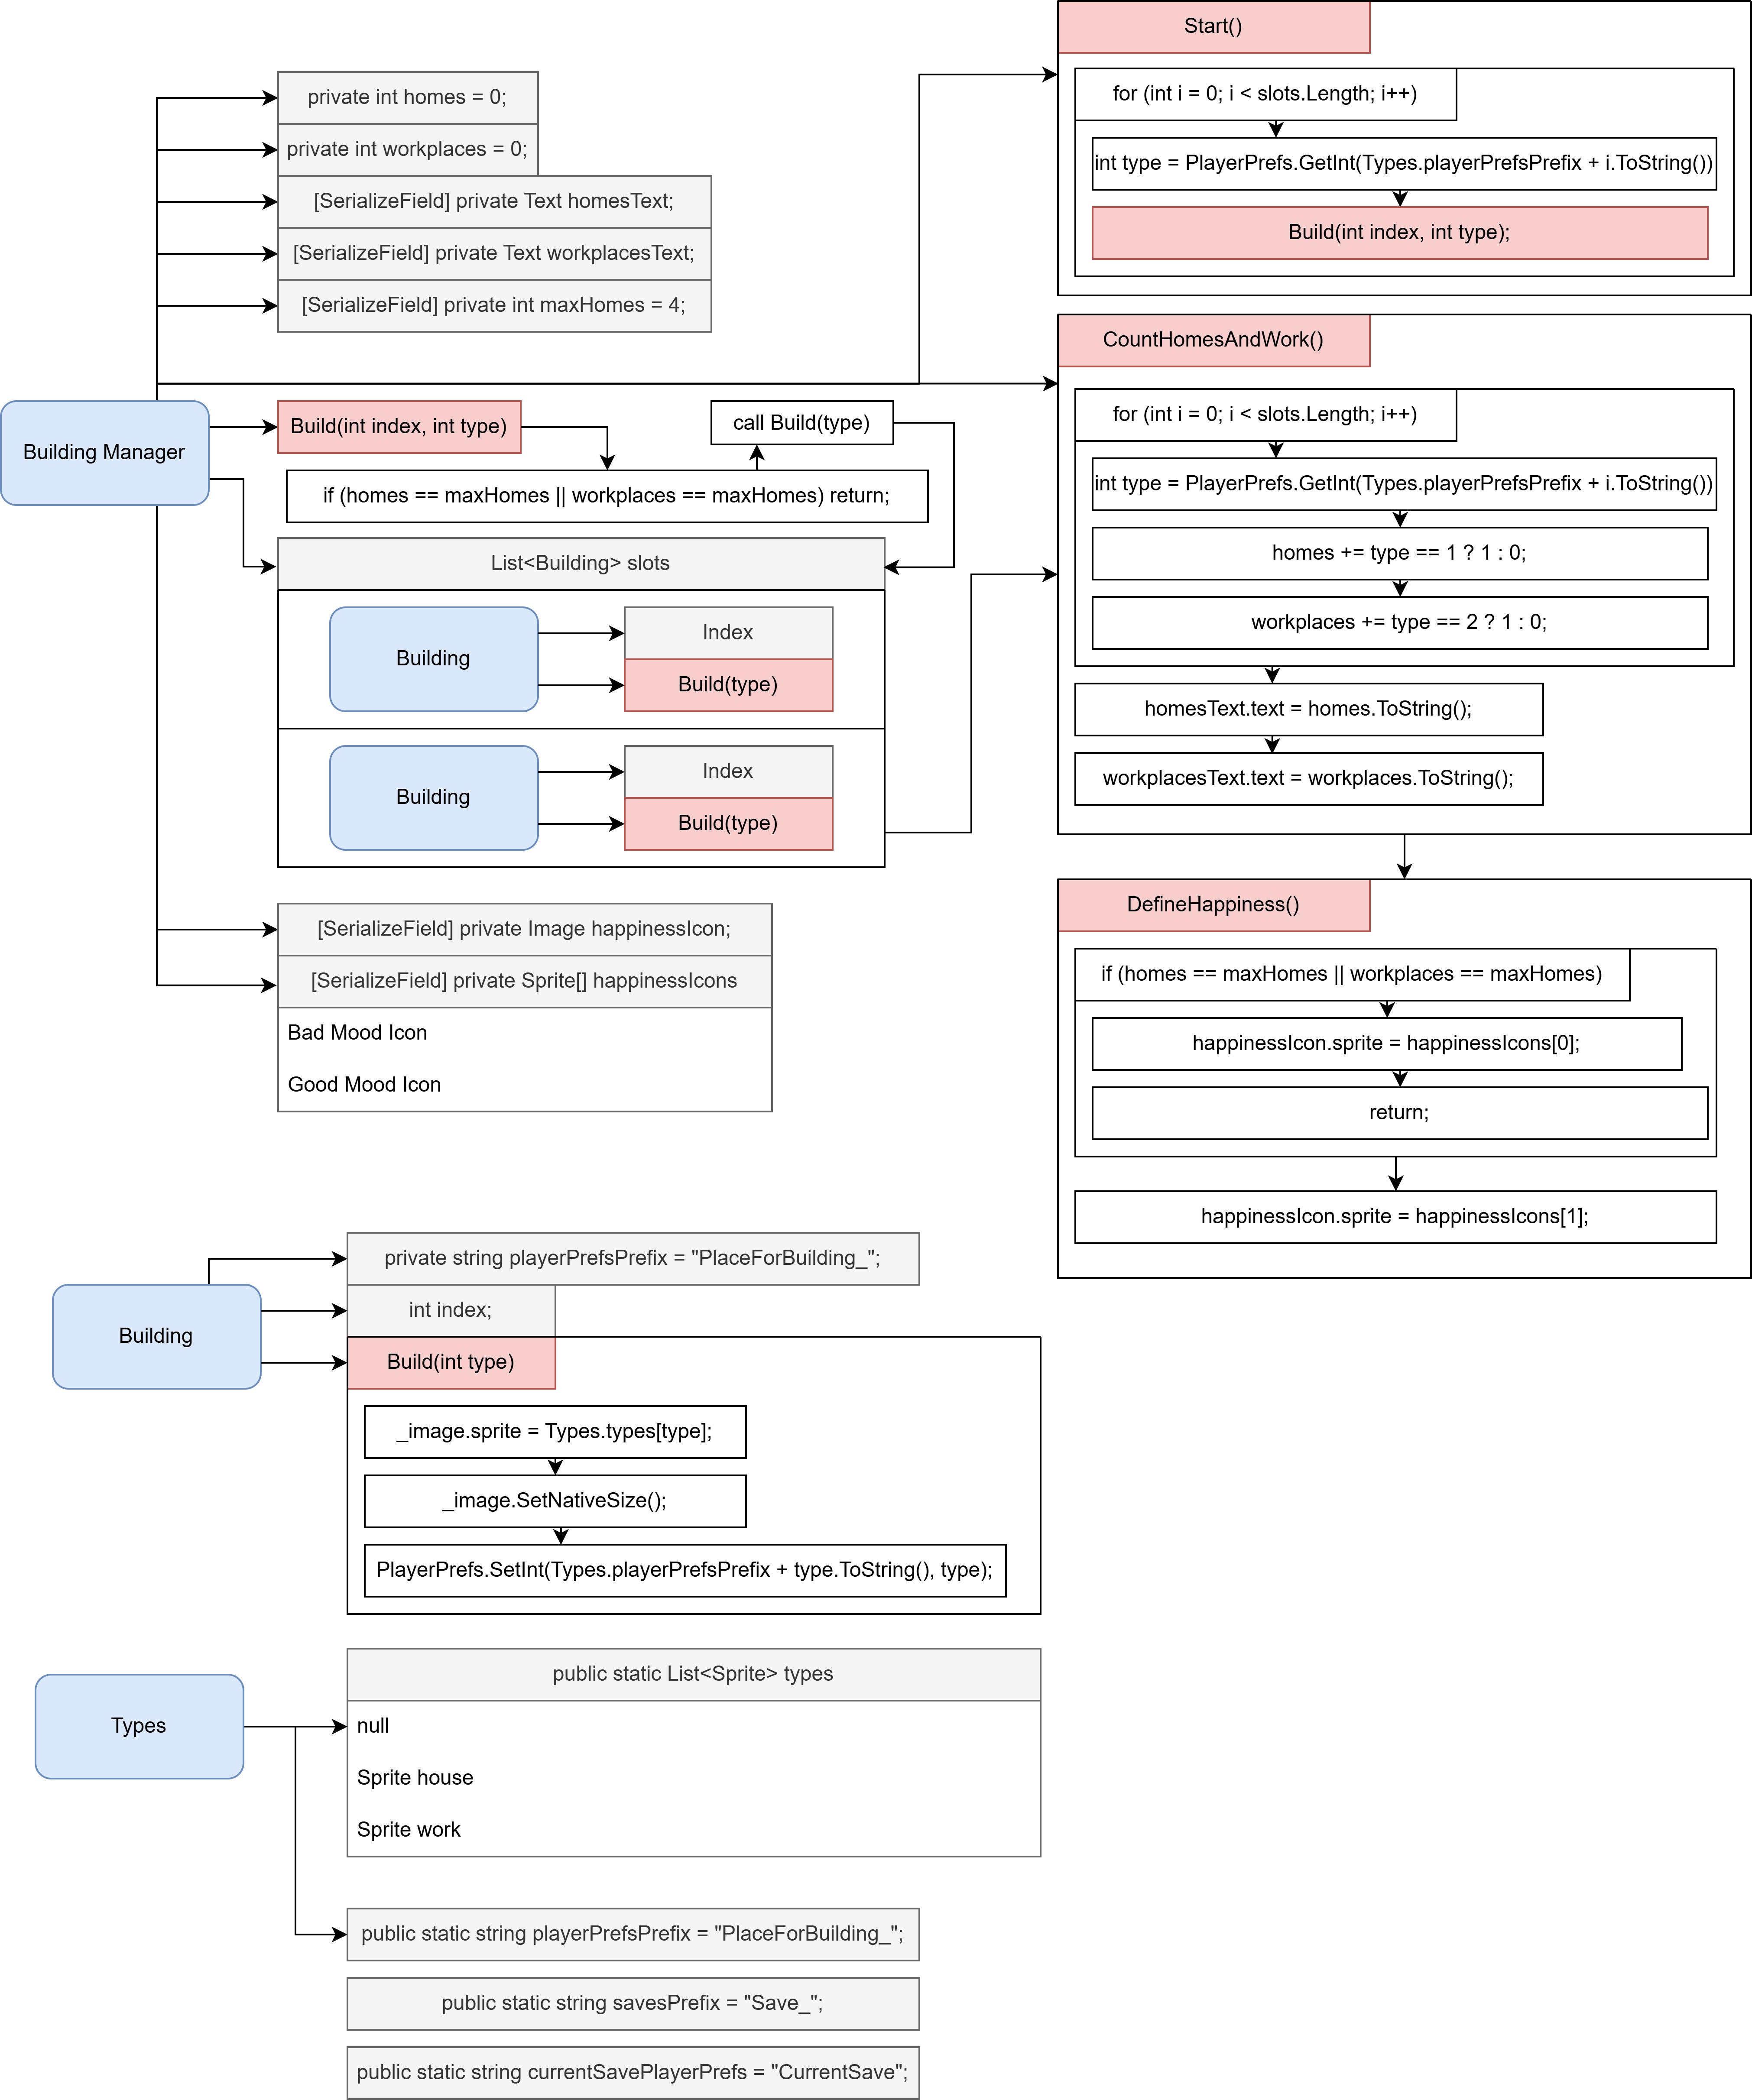 private int homes = 0;
private int workplaces = 0;
[SerializeField] private Text homesText;
[SerializeField] private Text workplacesText;
[SerializeField] private int maxHomes = 4;
Building Manager
Build(int index, int type)
call Build(type)
if (homes == maxHomes || workplaces == maxHomes) return;
List<Building> slots
Building
Index
Build(type)
Building
Index
Build(type)
[SerializeField] private Image happinessIcon;
[SerializeField] private Sprite[] happinessIcons
Bad Mood Icon
Good Mood Icon
Start()
for (int i = 0; i < slots.Length; i++)
int type = PlayerPrefs.GetInt(Types.playerPrefsPrefix + i.ToString())
Build(int index, int type);
CountHomesAndWork()
for (int i = 0; i < slots.Length; i++)
int type = PlayerPrefs.GetInt(Types.playerPrefsPrefix + i.ToString())
homes += type == 1 ? 1 : 0;
workplaces += type == 2 ? 1 : 0;
homesText.text = homes.ToString();
workplacesText.text = workplaces.ToString();
DefineHappiness()
if (homes == maxHomes || workplaces == maxHomes)
happinessIcon.sprite = happinessIcons[0];
return;
happinessIcon.sprite = happinessIcons[1];
Building
private string playerPrefsPrefix = "PlaceForBuilding_";
int index;
Build(int type)
_image.sprite = Types.types[type];
_image.SetNativeSize();
PlayerPrefs.SetInt(Types.playerPrefsPrefix + type.ToString(), type);
Types
public static List<Sprite> types
null
Sprite house
Sprite work
public static string playerPrefsPrefix = "PlaceForBuilding_";
public static string savesPrefix = "Save_";
public static string currentSavePlayerPrefs = "CurrentSave";